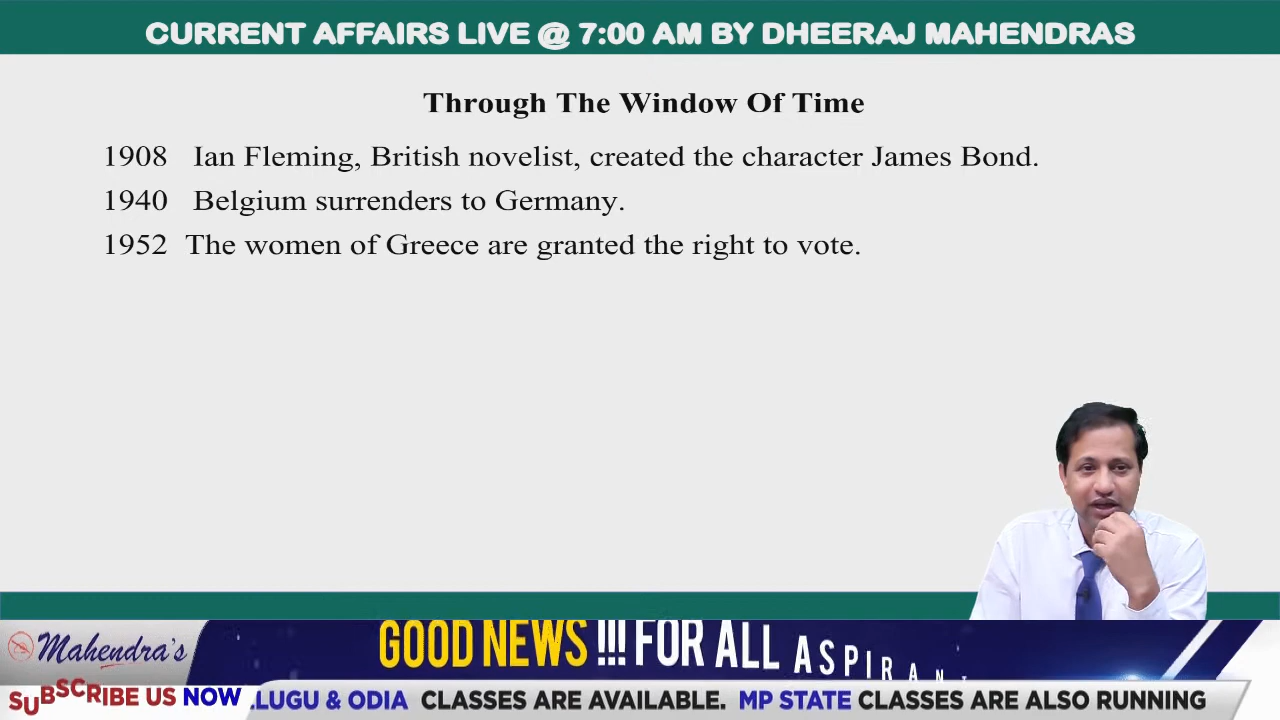 CURRENT AFFAIRS LIVE @ 7:00 AM BY DHEERAJ MAHENDRAS
Through The Window Of Time
1908 Ian Fleming, British novelist, created the character James Bond.
1940 Belgium surrenders to Germany.
1952 The women of Greece are granted the right to vote.
Mahendra's
GOOD NEWS !!! FOR ALL ASPIRANT
SUBSCRIBE US NOW
LUGU & ODIA CLASSES ARE AVAILABLE. MP STATE CLASSES ARE ALSO RUNNING